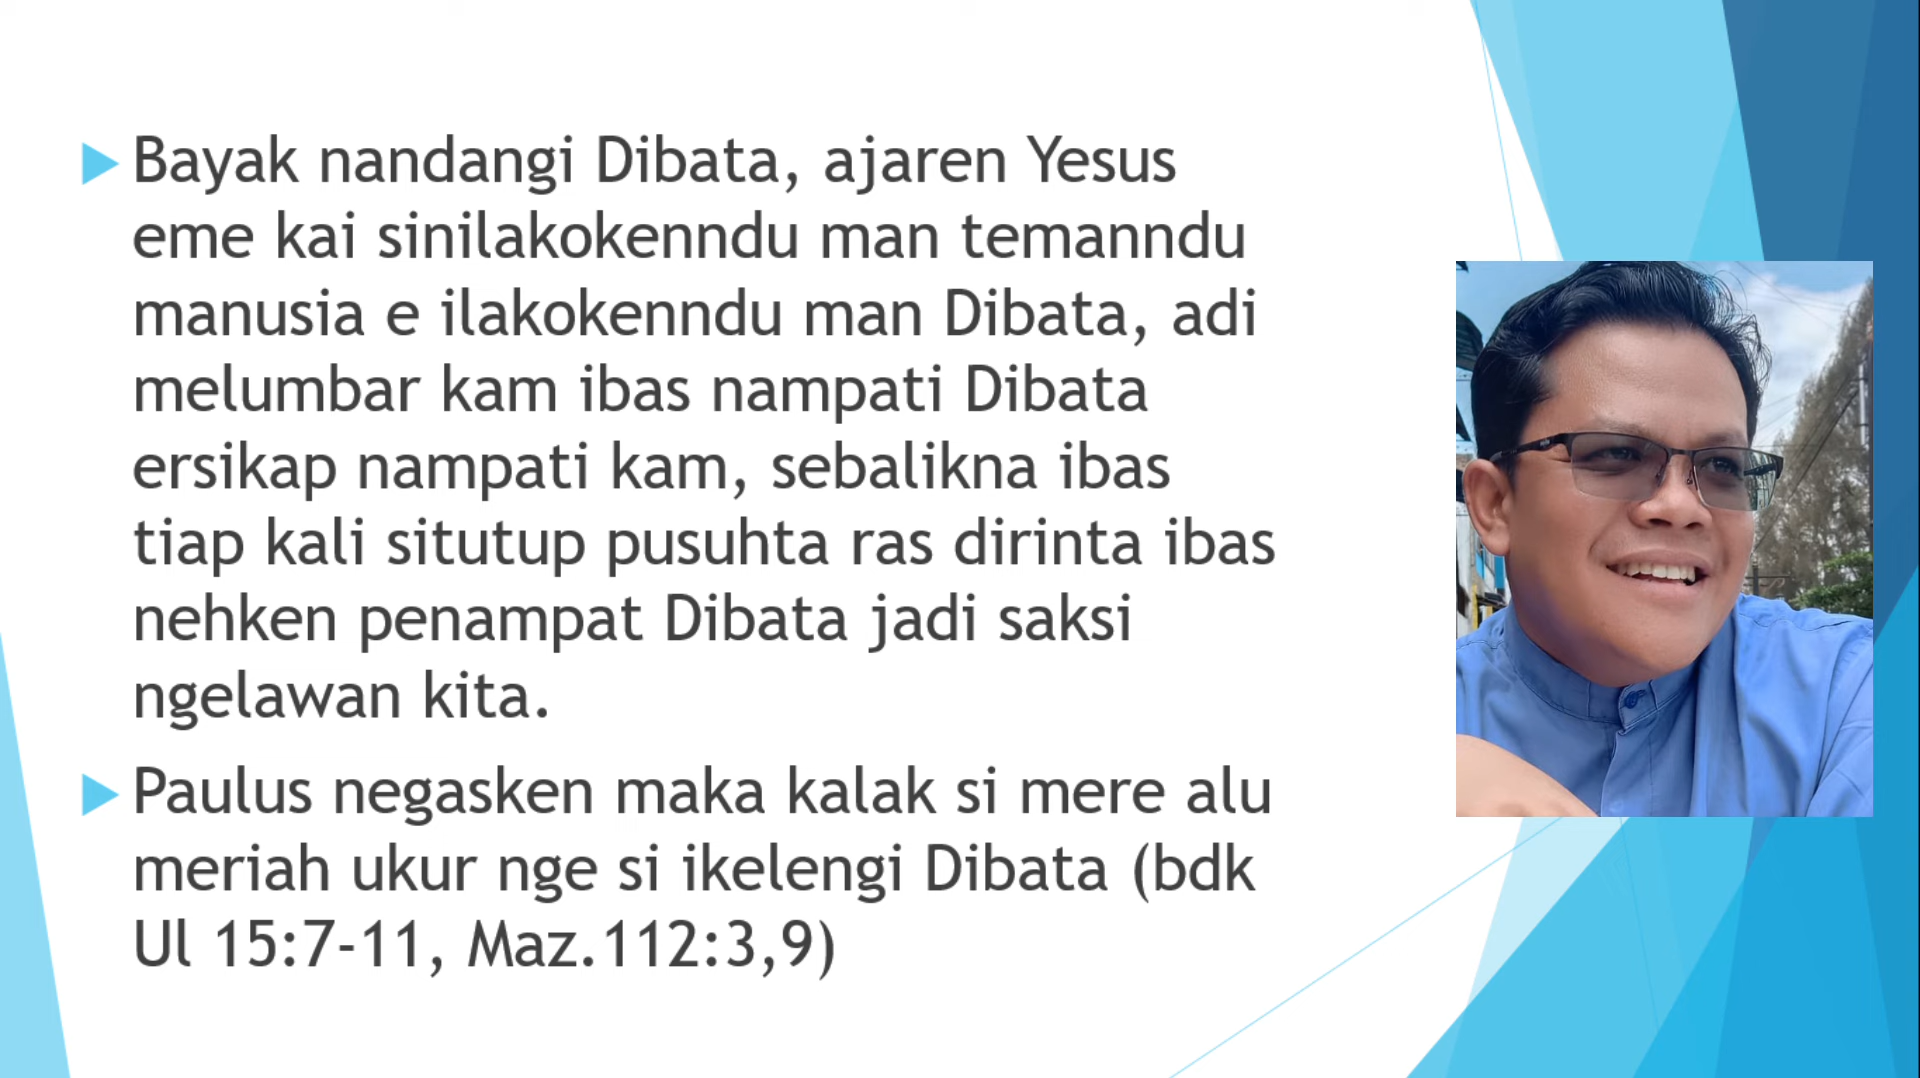 Bayak nandangi Dibata, ajaren Yesus
eme kai sinilakokenndu man temanndu
manusia e ilakokenndu man Dibata, adi
melumbar kam ibas nampati Dibata
ersikap nampati kam, sebalikna ibas
tiap kali situtup pusuhta ras dirinta ibas
nehken penampat Dibata jadi saksi
ngelawan kita.
Paulus negasken maka kalak si mere alu
meriah ukur nge si ikelengi Dibata (bdk
Ul 15:7-11, Maz.112:3,9)